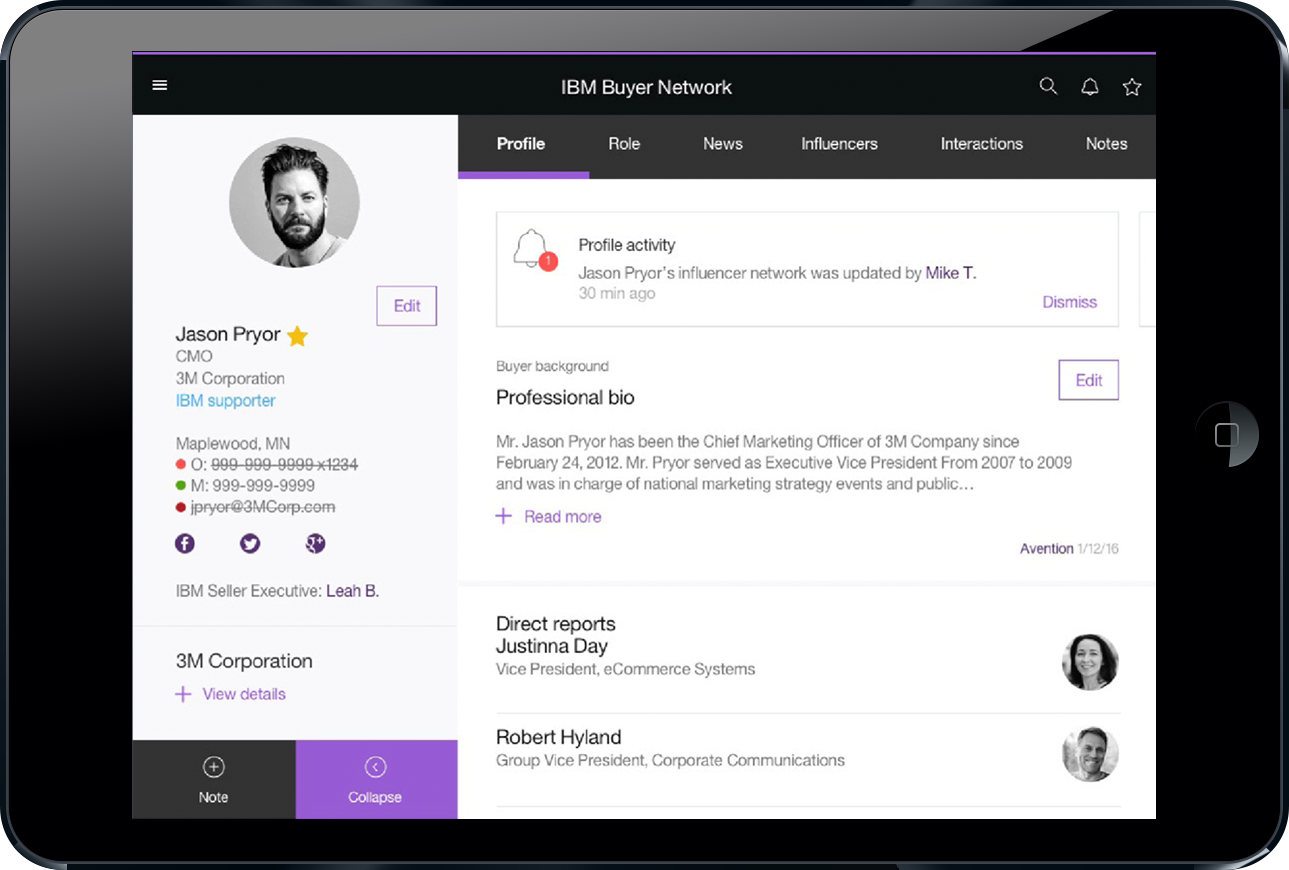 IBM Buyer Network
Edit
Jason Pryor
CMO
3M Corporation
IBM supporter
Maplewood, MN
O: 999-999-9999 x1234
M: 999-999-9999
jpryor@3MCorp.com
IBM Seller Executive: Leah B.
3M Corporation
+ View details
Note
Collapse
Profile Role News Influencers Interactions Notes
1
Profile activity
Jason Pryor's influencer network was updated by Mike T.
30 min ago
Dismiss
Buyer background
Edit
Professional bio
Mr. Jason Pryor has been the Chief Marketing Officer of 3M Company since
February 24, 2012. Mr. Pryor served as Executive Vice President From 2007 to 2009
and was in charge of national marketing strategy events and public...
+ Read more
Avention 1/12/16
Direct reports
Justinna Day
Vice President, eCommerce Systems
Robert Hyland
Group Vice President, Corporate Communications